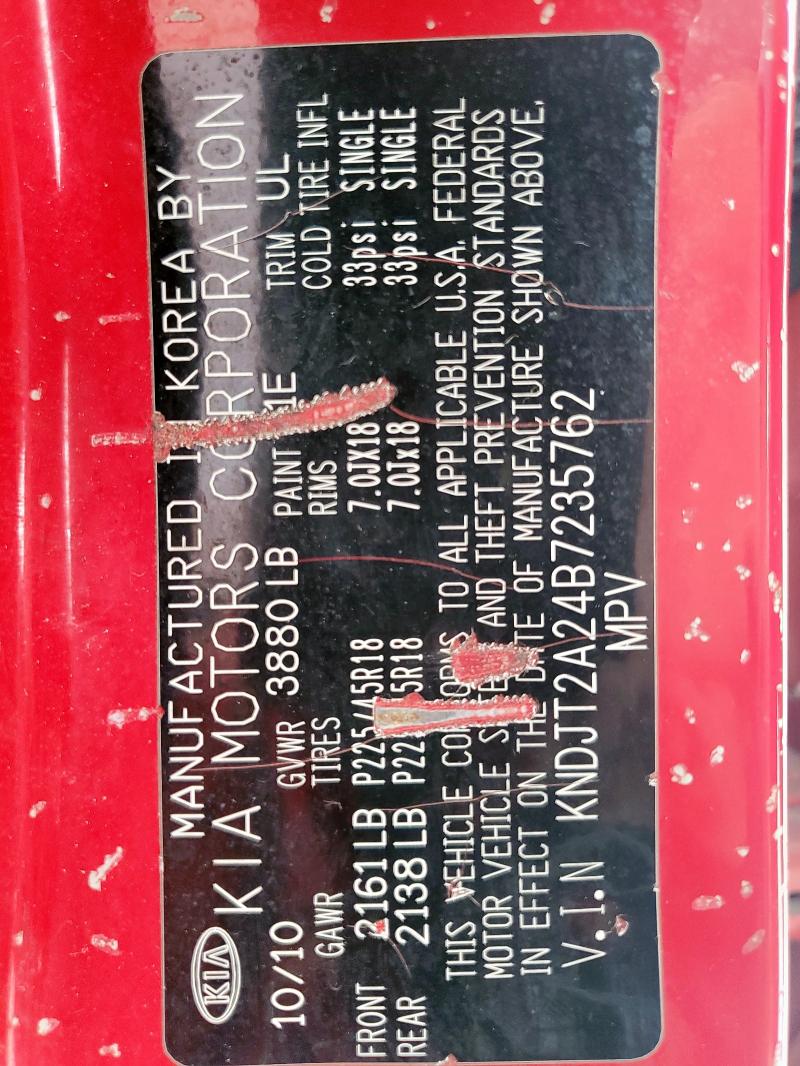 MANUFACTURED KOREA BY
KIA KIA MOTORS CORPORATION
10/10 GVWR 3880 LB PAINT TRIM UL
GAWR TIRES RIMS COLD TIRE INFL
FRONT 2161 LB P225/45R18 7.0JX18 33psi SINGLE
REAR 2138 LB 7.0Jx18 33psi SINGLE
THIS VEHICLE TO ALL APPLICABLE U.S.A. FEDERAL
MOTOR VEHICLE AND THEFT PREVENTION STANDARDS
IN EFFECT ON THE OF MANUFACTURE SHOWN ABOVE.
V.I.N KNDJT2A24B7235762
MPV